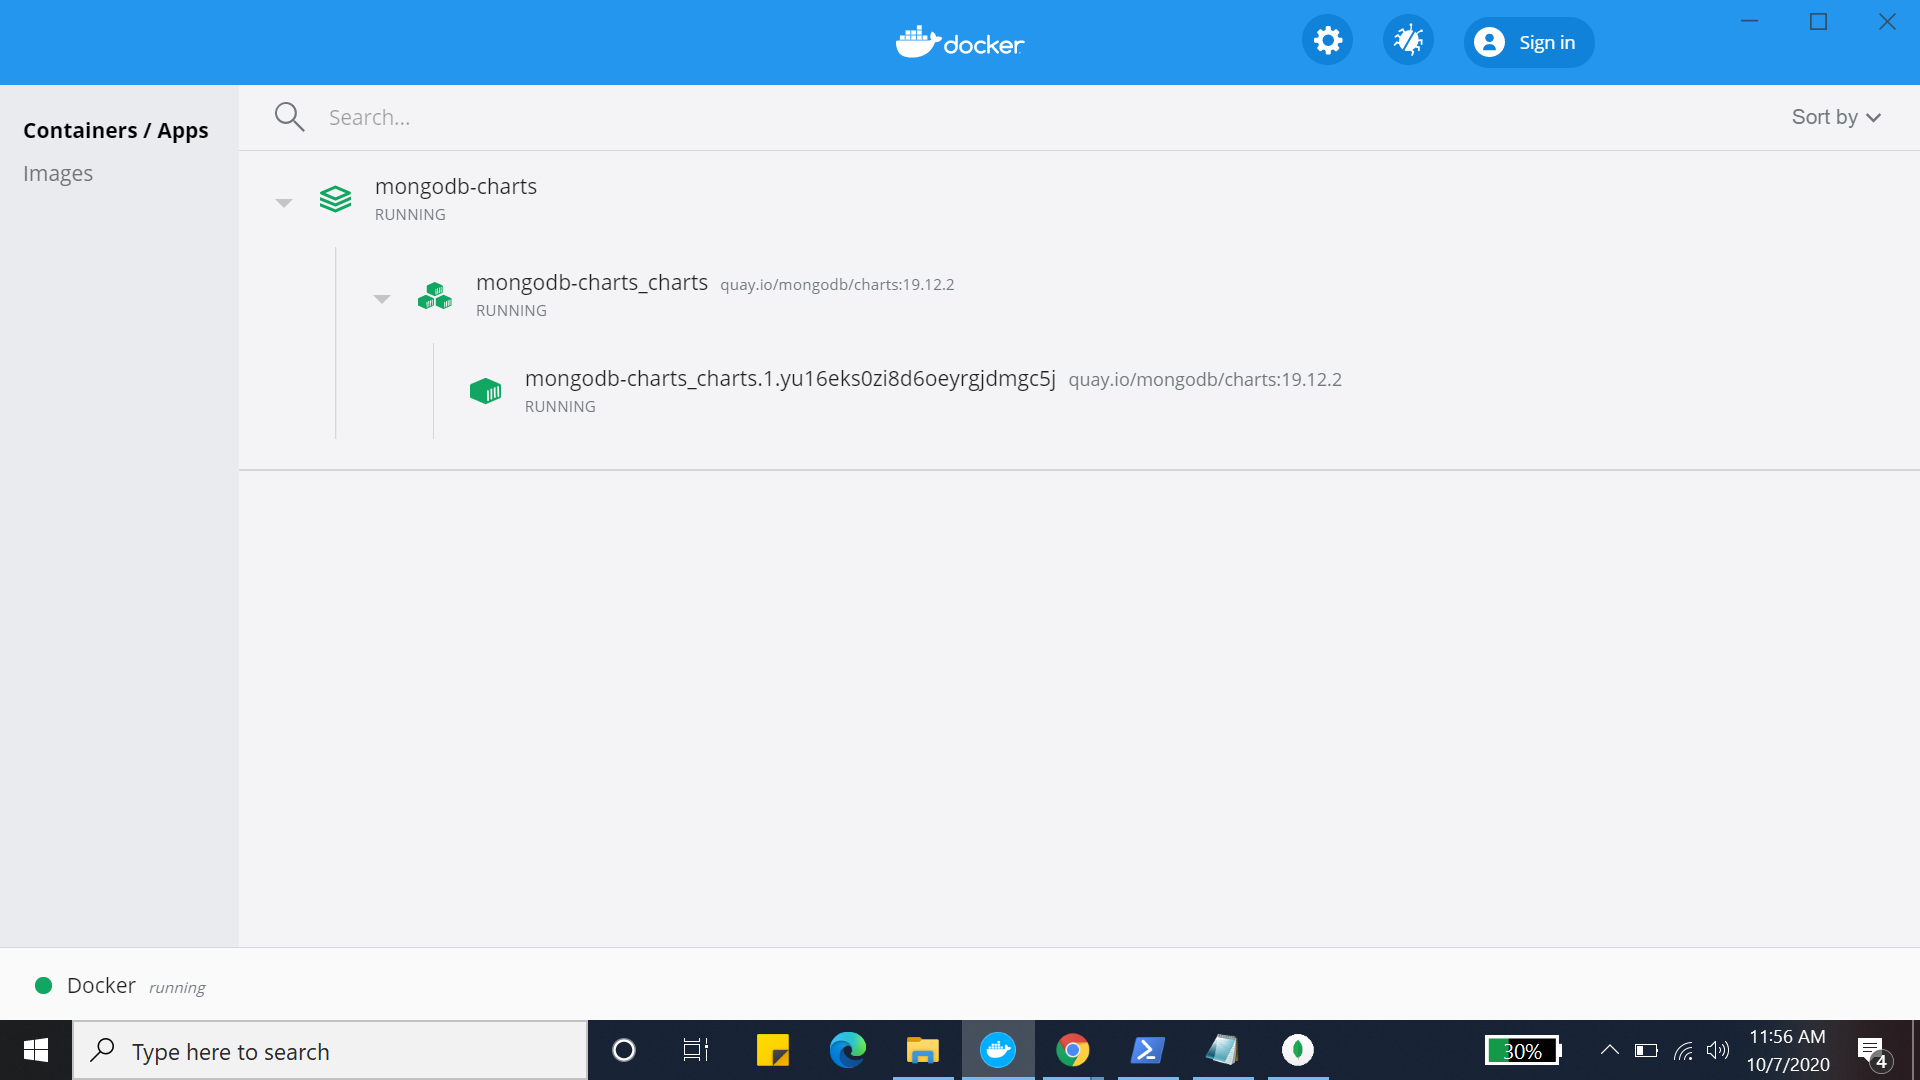 docker
Sign in
Containers / Apps
Images
Search...
Sort by
mongodb-charts
RUNNING
mongodb-charts_charts quay.io/mongodb/charts:19.12.2
RUNNING
mongodb-charts_charts.1.yu16eks0zi8d6oeyrgjdmgc5j quay.io/mongodb/charts:19.12.2
RUNNING
Docker running
Type here to search
30%
11:56 AM
10/7/2020
4